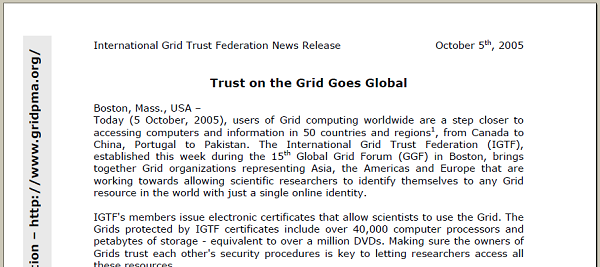 International Grid Trust Federation News Release October 5th, 2005
Trust on the Grid Goes Global
Boston, Mass., USA –
Today (5 October, 2005), users of Grid computing worldwide are a step closer to
accessing computers and information in 50 countries and regions1, from Canada to
China, Portugal to Pakistan. The International Grid Trust Federation (IGTF),
established this week during the 15th Global Grid Forum (GGF) in Boston, brings
together Grid organizations representing Asia, the Americas and Europe that are
working towards allowing scientific researchers to identify themselves to any Grid
resource in the world with just a single online identity.
IGTF's members issue electronic certificates that allow scientists to use the Grid. The
Grids protected by IGTF certificates include over 40,000 computer processors and
petabytes of storage - equivalent to over a million DVDs. Making sure the owners of
Grids trust each other's security procedures is key to letting researchers access all
these resources.
tion – http://www.gridpma.org/